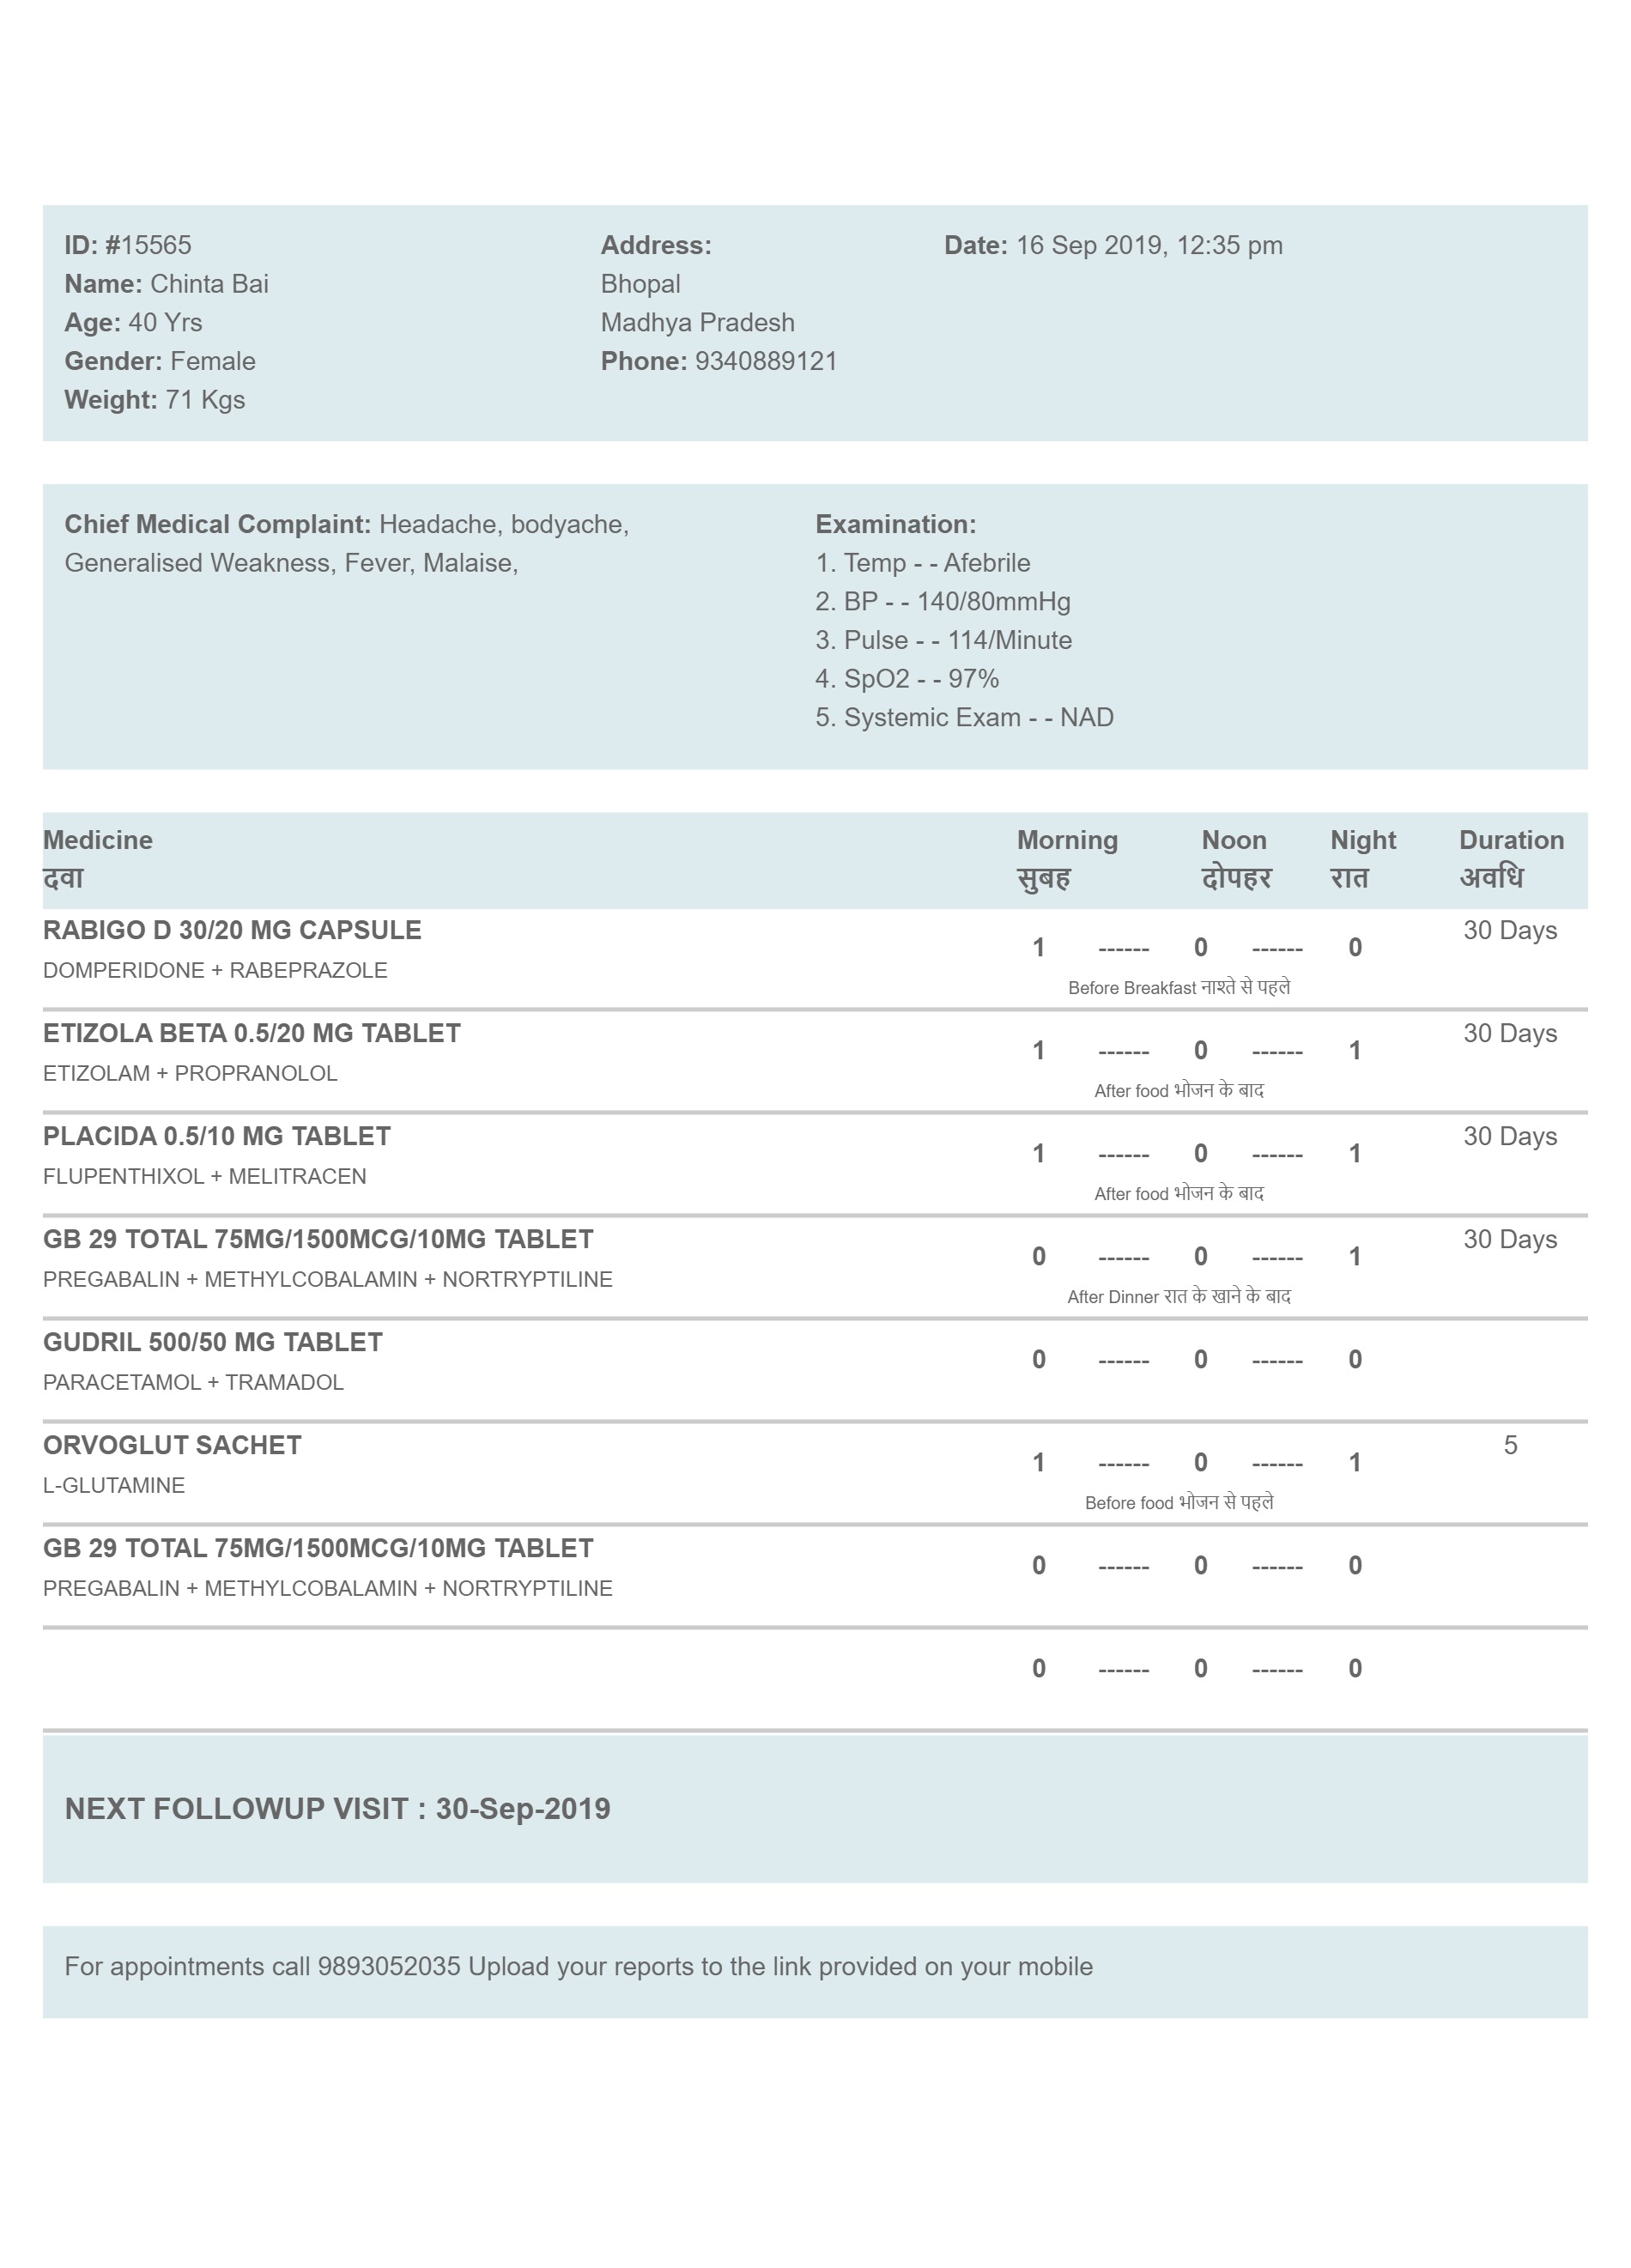 ID: #15565
Name: Chinta Bai
Age: 40 Yrs
Gender: Female
Weight: 71 Kgs
Address:
Bhopal
Madhya Pradesh
Phone: 9340889121
Date: 16 Sep 2019, 12:35 pm
Chief Medical Complaint: Headache, bodyache,
Generalised Weakness, Fever, Malaise,
Examination:
1. Temp - - Afebrile
2. BP - - 140/80mmHg
3. Pulse - - 114/Minute
4. SpO2 - - 97%
5. Systemic Exam - - NAD
Medicine Morning Noon Night Duration
दवा सुबह दोपहर रात अवधि
RABIGO D 30/20 MG CAPSULE 1 ------ 0 ------ 0 30 Days
DOMPERIDONE + RABEPRAZOLE
Before Breakfast नाश्ते से पहले
ETIZOLA BETA 0.5/20 MG TABLET 1 ------ 0 ------ 1 30 Days
ETIZOLAM + PROPRANOLOL
After food भोजन के बाद
PLACIDA 0.5/10 MG TABLET 1 ------ 0 ------ 1 30 Days
FLUPENTHIXOL + MELITRACEN
After food भोजन के बाद
GB 29 TOTAL 75MG/1500MCG/10MG TABLET 0 ------ 0 ------ 1 30 Days
PREGABALIN + METHYLCOBALAMIN + NORTRYPTILINE
After Dinner रात के खाने के बाद
GUDRIL 500/50 MG TABLET 0 ------ 0 ------ 0
PARACETAMOL + TRAMADOL
ORVOGLUT SACHET 1 ------ 0 ------ 1 5
L-GLUTAMINE
Before food भोजन से पहले
GB 29 TOTAL 75MG/1500MCG/10MG TABLET 0 ------ 0 ------ 0
PREGABALIN + METHYLCOBALAMIN + NORTRYPTILINE
0 ------ 0 ------ 0
NEXT FOLLOWUP VISIT : 30-Sep-2019
For appointments call 9893052035 Upload your reports to the link provided on your mobile